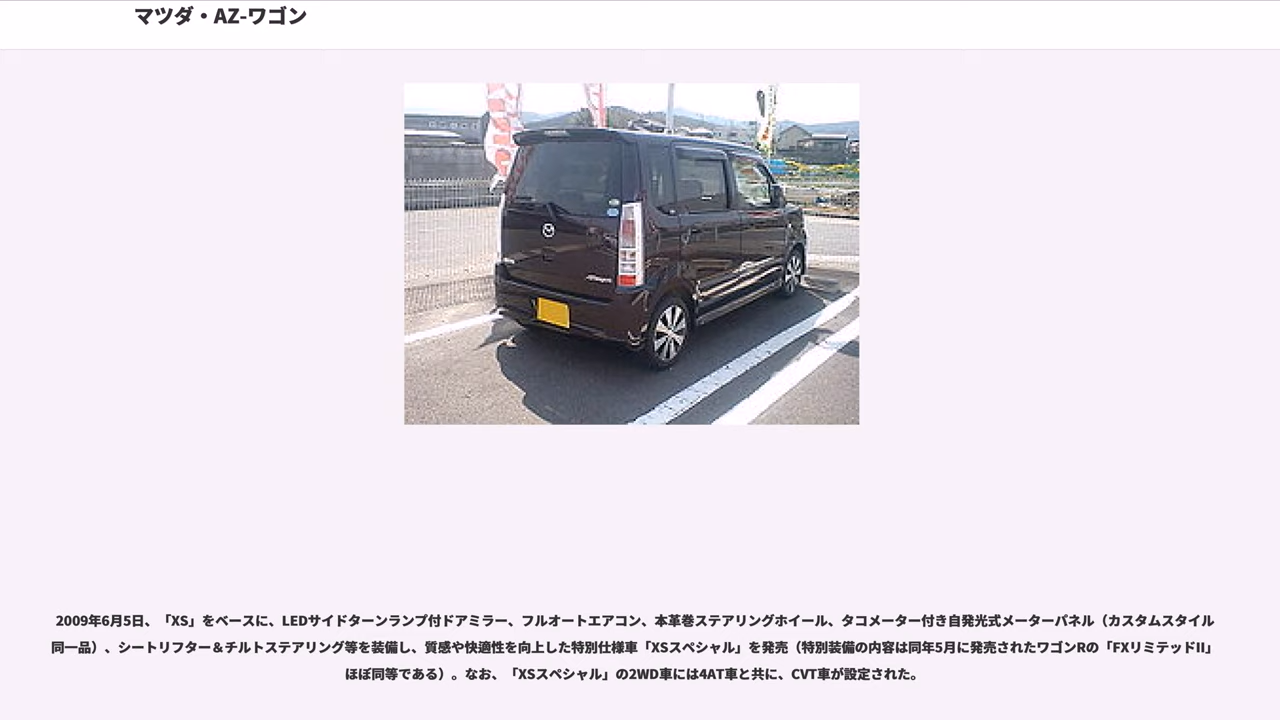 マツダ・AZ-ワゴン
2009年6月5日、「XS」をベースに、LEDサイドターンランプ付ドアミラー、フルオートエアコン、本革巻ステアリングホイール、タコメーター付き自発光式メーターパネル（カスタムスタイル
同一品）、シートリフター＆チルトステアリング等を装備し、質感や快適性を向上した特別仕様車「XSスペシャル」を発売（特別装備の内容は同年5月に発売されたワゴンRの「FXリミテッドII」
ほぼ同等である）。なお、「XSスペシャル」の2WD車には4AT車と共に、CVT車が設定された。